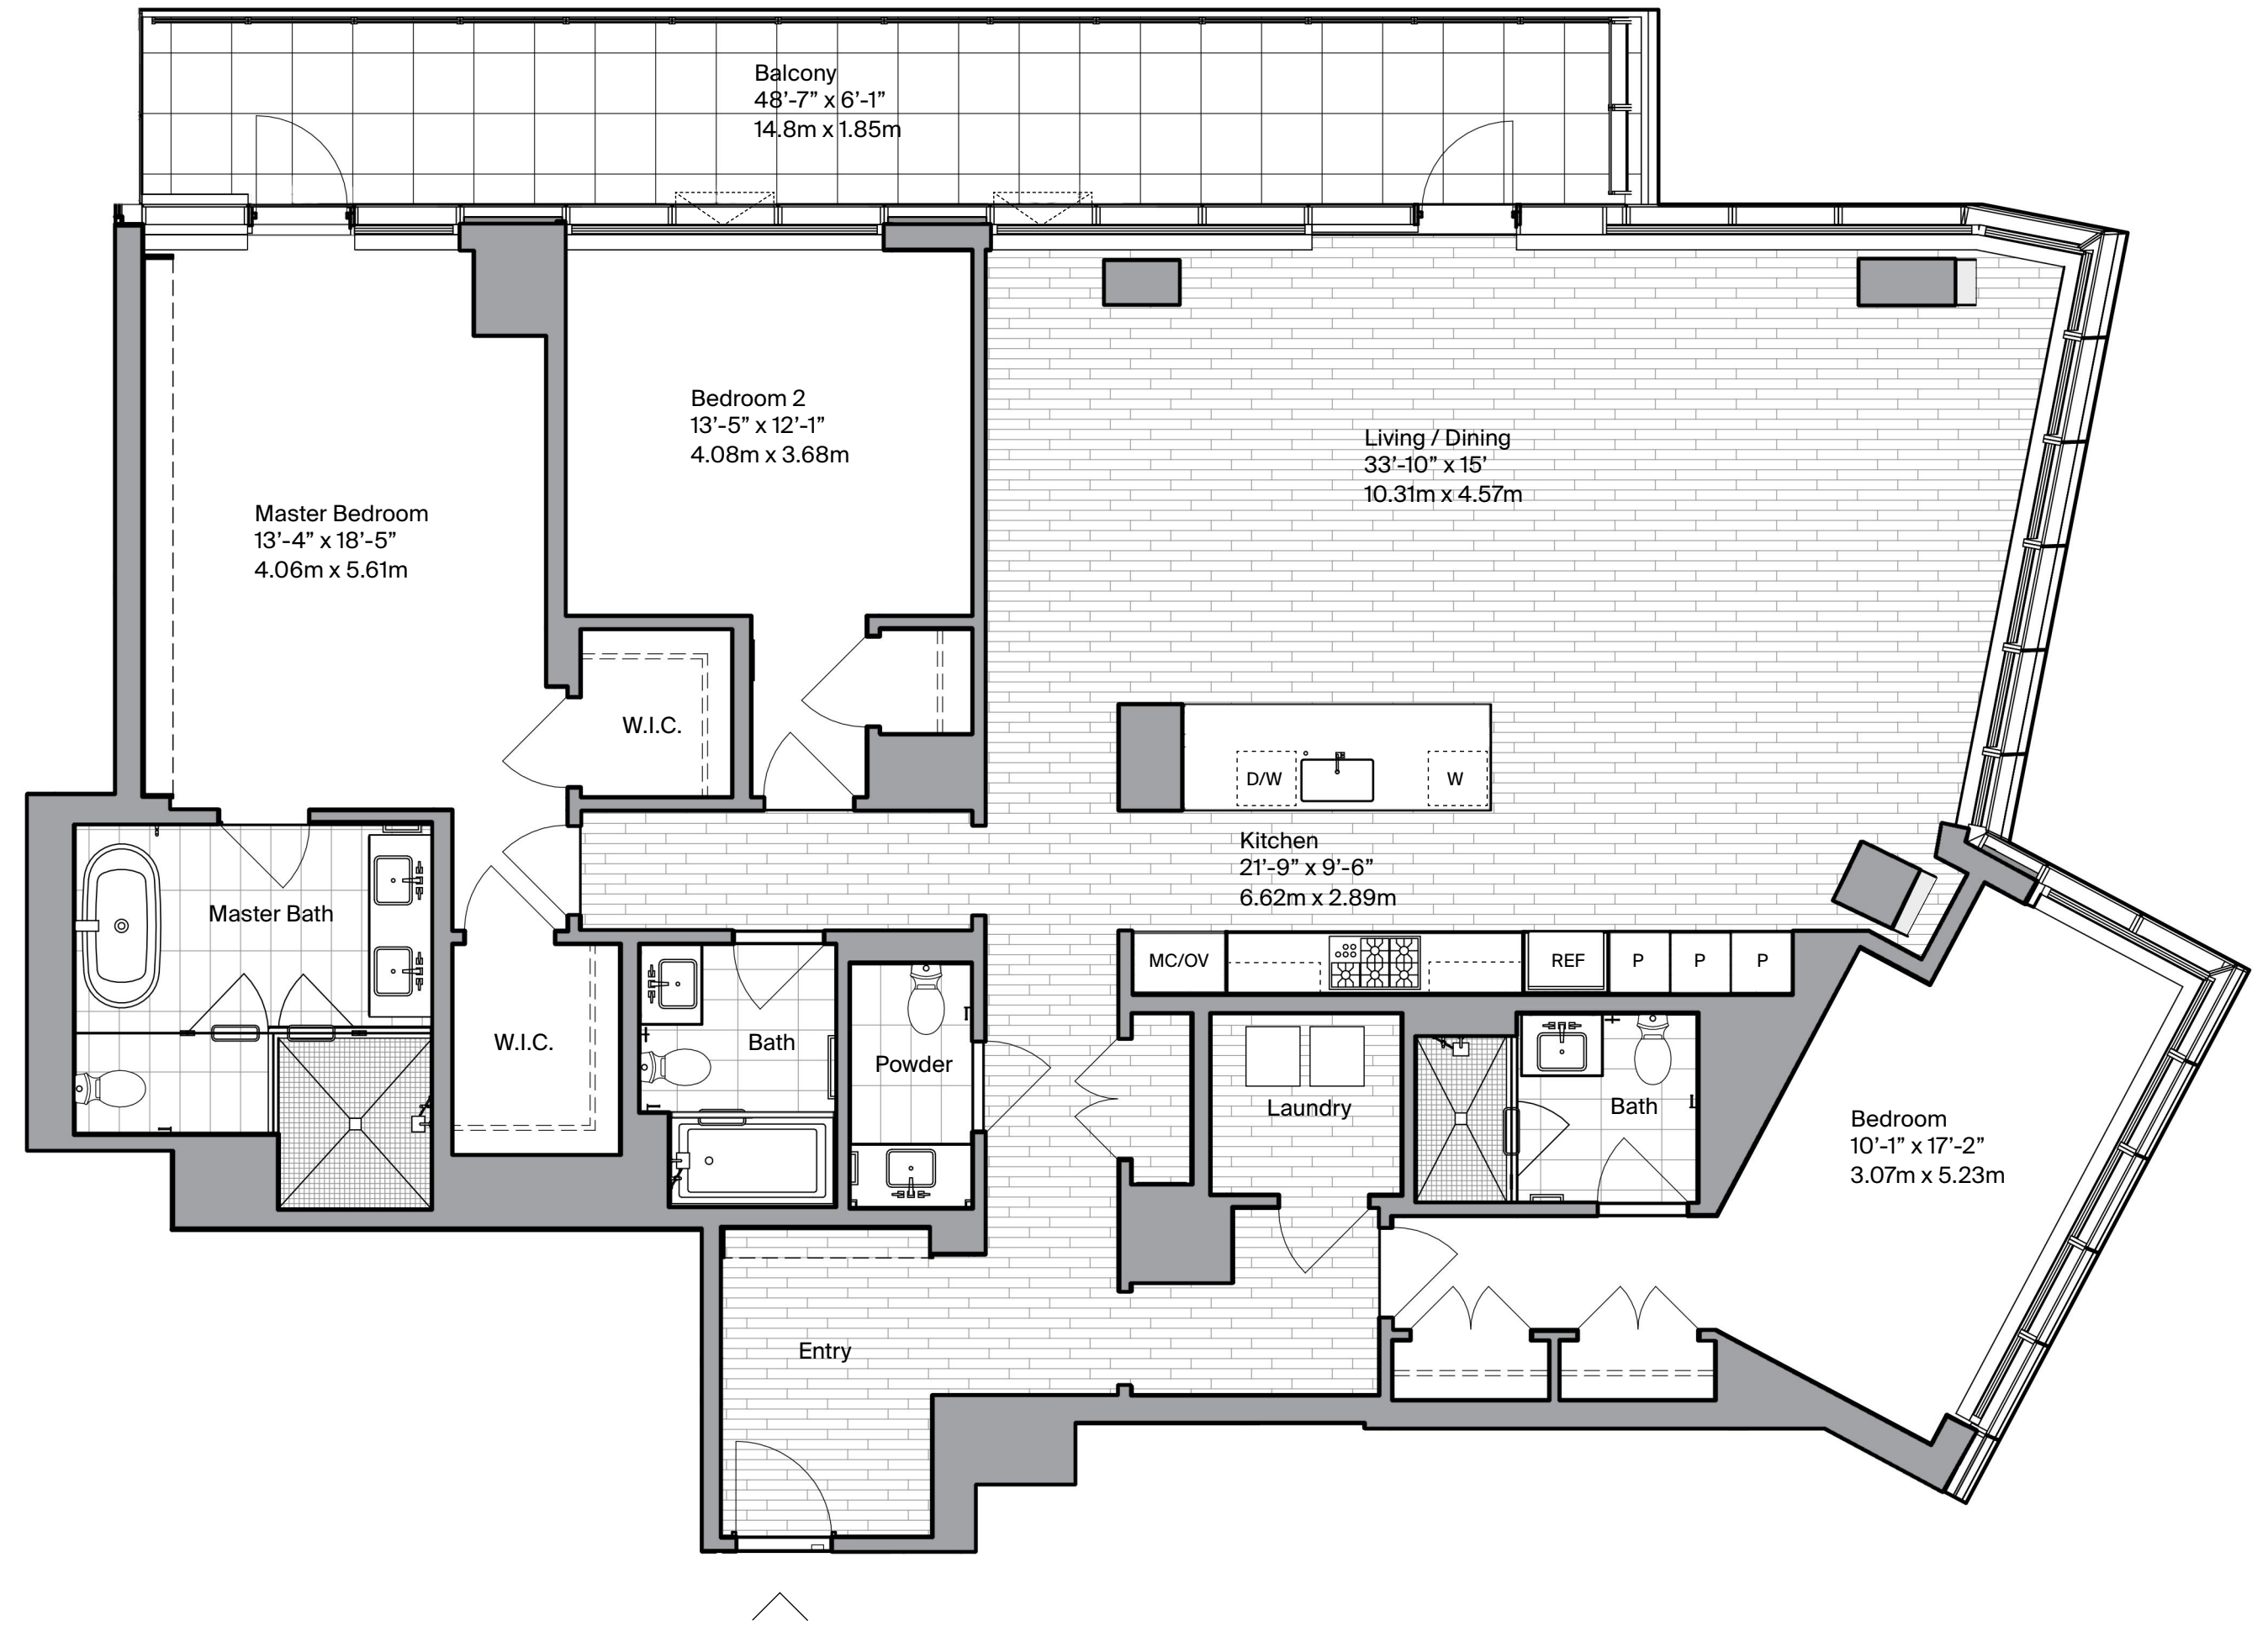 Balcony
48’-7” x 6’-1”
14.8m x 1.85m
Bedroom 2
13’-5” x 12’-1”
4.08m x 3.68m
Living / Dining
33’-10” x 15’
10.31m x 4.57m
Master Bedroom
13’-4” x 18’-5”
4.06m x 5.61m
W.I.C.
D/W
W
Kitchen
21’-9” x 9’-6”
6.62m x 2.89m
Master Bath
MC/OV
REF
P
P
P
W.I.C.
Bath
Powder
Laundry
Bath
Bedroom
10’-1” x 17’-2”
3.07m x 5.23m
Entry